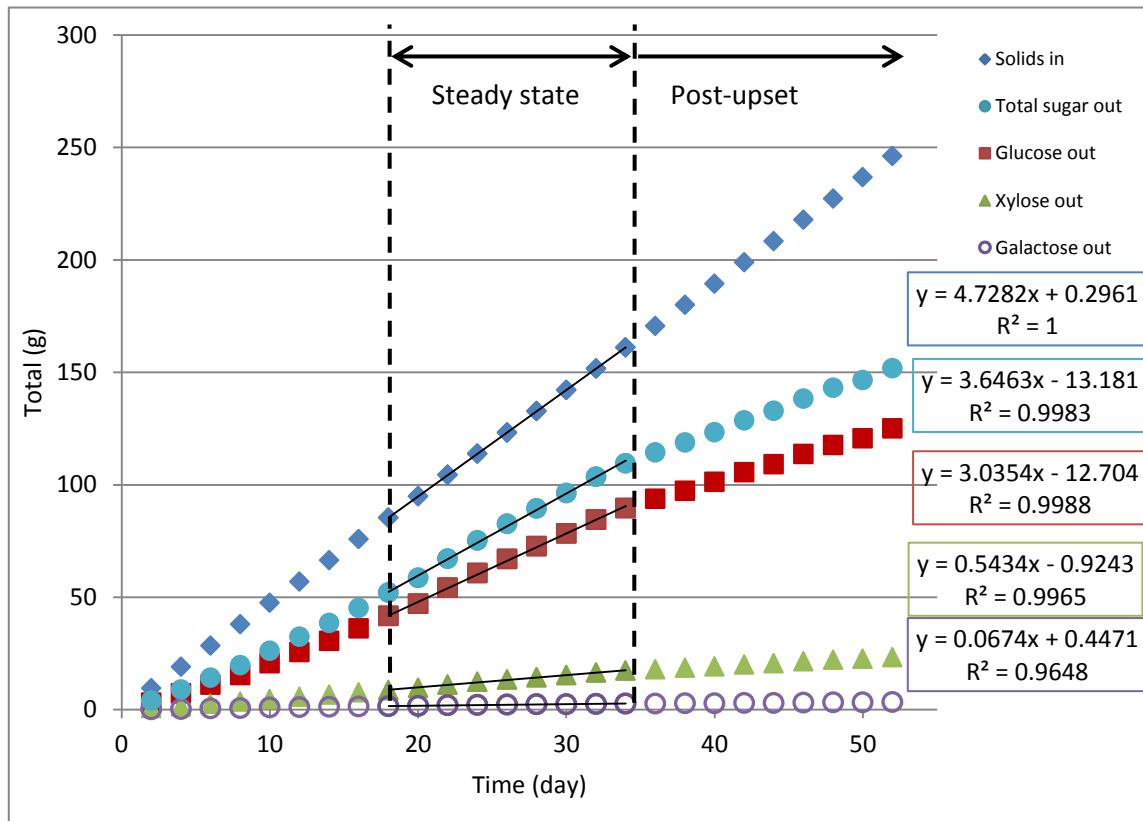 300
250
200
150
100
50
0
Total (g)
0 10 20 30 40 50
Time (day)
Steady state
Post-upset
Solids in
Total sugar out
Glucose out
Xylose out
Galactose out
y = 4.7282x + 0.2961
R² = 1
y = 3.6463x - 13.181
R² = 0.9983
y = 3.0354x - 12.704
R² = 0.9988
y = 0.5434x - 0.9243
R² = 0.9965
y = 0.0674x + 0.4471
R² = 0.9648